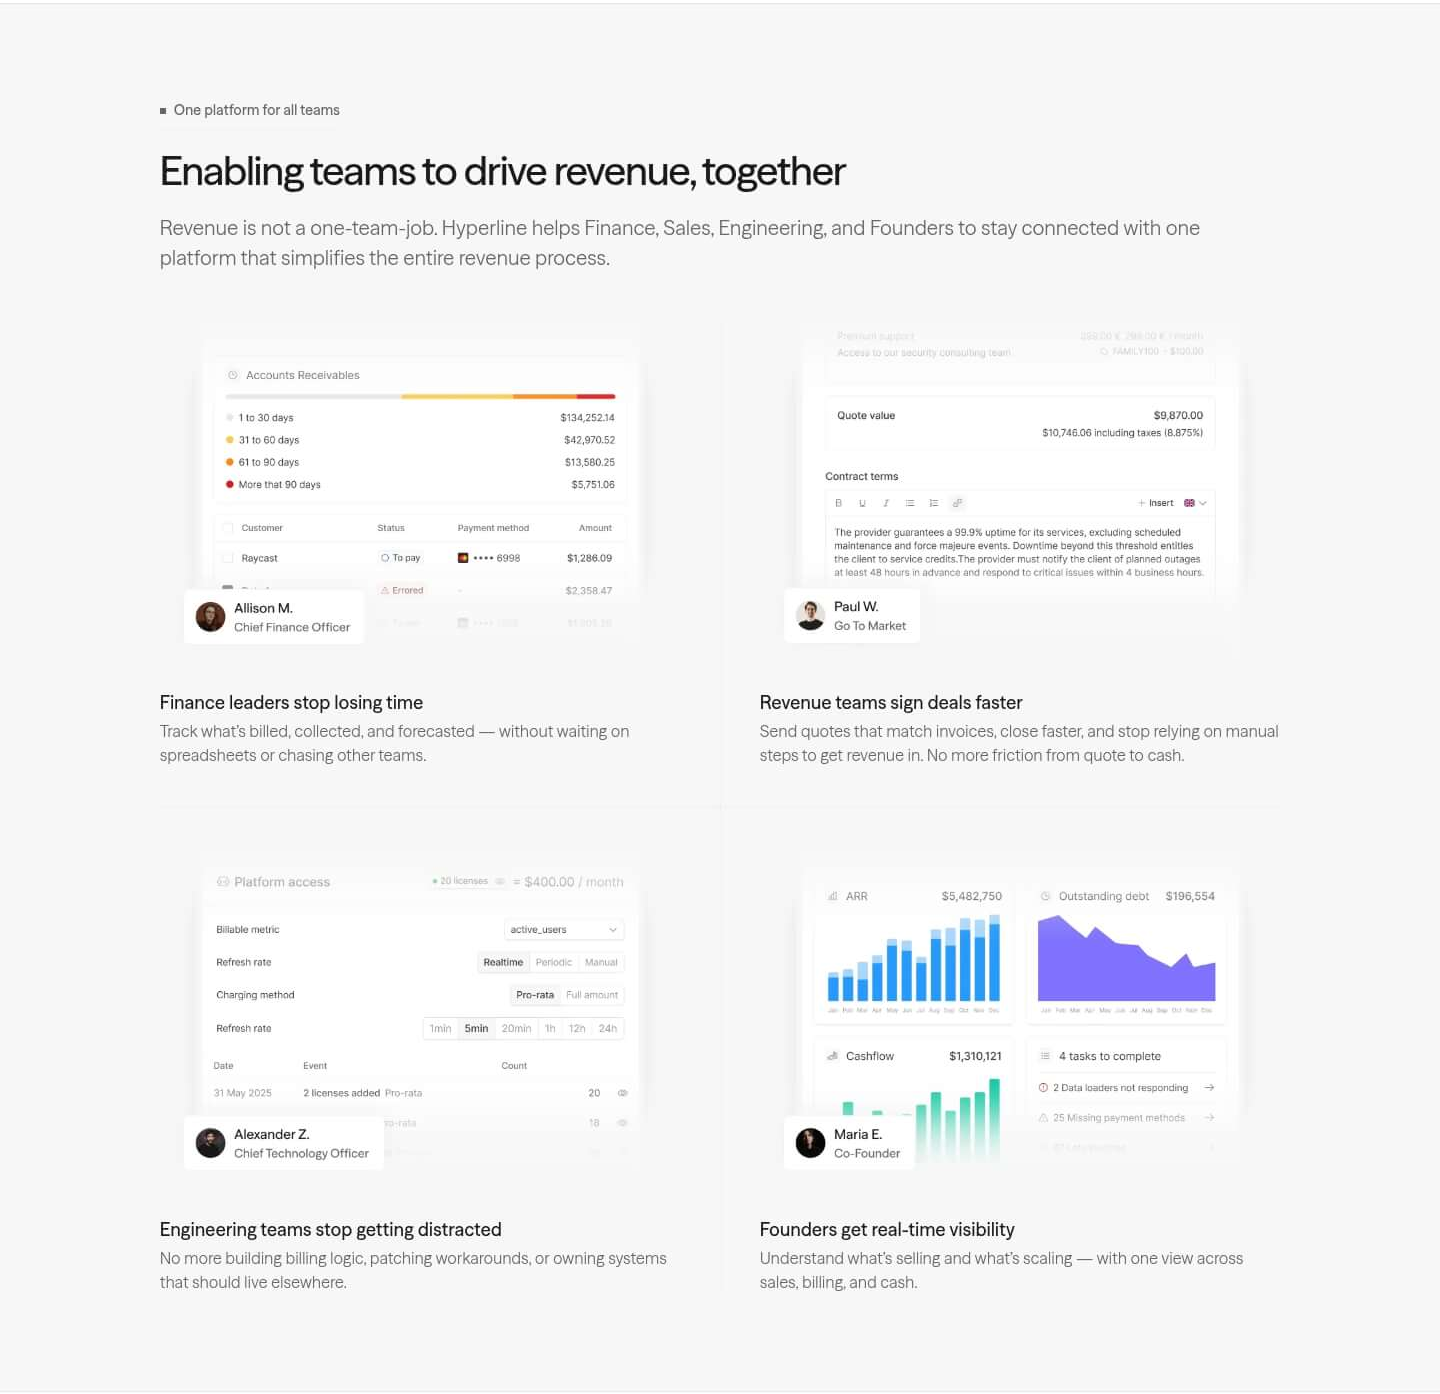 One platform for all teams
Enabling teams to drive revenue, together
Revenue is not a one-team-job. Hyperline helps Finance, Sales, Engineering, and Founders to stay connected with one
platform that simplifies the entire revenue process.
Accounts Receivables
1 to 30 days $134,252.14
31 to 60 days $42,970.52
61 to 90 days $13,580.25
More that 90 days $5,751.06
Customer Status Payment method Amount
Raycast To pay •••• 6998 $1,286.09
Errored - $2,358.47
Allison M.
Chief Finance Officer
Finance leaders stop losing time
Track what's billed, collected, and forecasted — without waiting on
spreadsheets or chasing other teams.
Premium support 299.00 € / month
Access to our security consulting team FAMILY100 - $100.00
Quote value $9,870.00
$10,746.06 including taxes (8.875%)
Contract terms
B U I + Insert
The provider guarantees a 99.9% uptime for its services, excluding scheduled
maintenance and force majeure events. Downtime beyond this threshold entitles
the client to service credits.The provider must notify the client of planned outages
at least 48 hours in advance and respond to critical issues within 4 business hours.
Paul W.
Go To Market
Revenue teams sign deals faster
Send quotes that match invoices, close faster, and stop relying on manual
steps to get revenue in. No more friction from quote to cash.
Platform access 20 licenses = $400.00 / month
Billable metric active_users
Refresh rate Realtime Periodic Manual
Charging method Pro-rata Full amount
Refresh rate 1min 5min 20min 1h 12h 24h
Date Event Count
31 May 2025 2 licenses added Pro-rata 20
18
Alexander Z.
Chief Technology Officer
Engineering teams stop getting distracted
No more building billing logic, patching workarounds, or owning systems
that should live elsewhere.
ARR $5,482,750
Jan Feb Mar Apr May Jun Jul Aug Sep Oct Nov Dec
Outstanding debt $196,554
Jan Feb Mar Apr May Jun Jul Aug Sep Oct Nov Dec
Cashflow $1,310,121
4 tasks to complete
2 Data loaders not responding
25 Missing payment methods
Maria E.
Co-Founder
Founders get real-time visibility
Understand what's selling and what's scaling — with one view across
sales, billing, and cash.